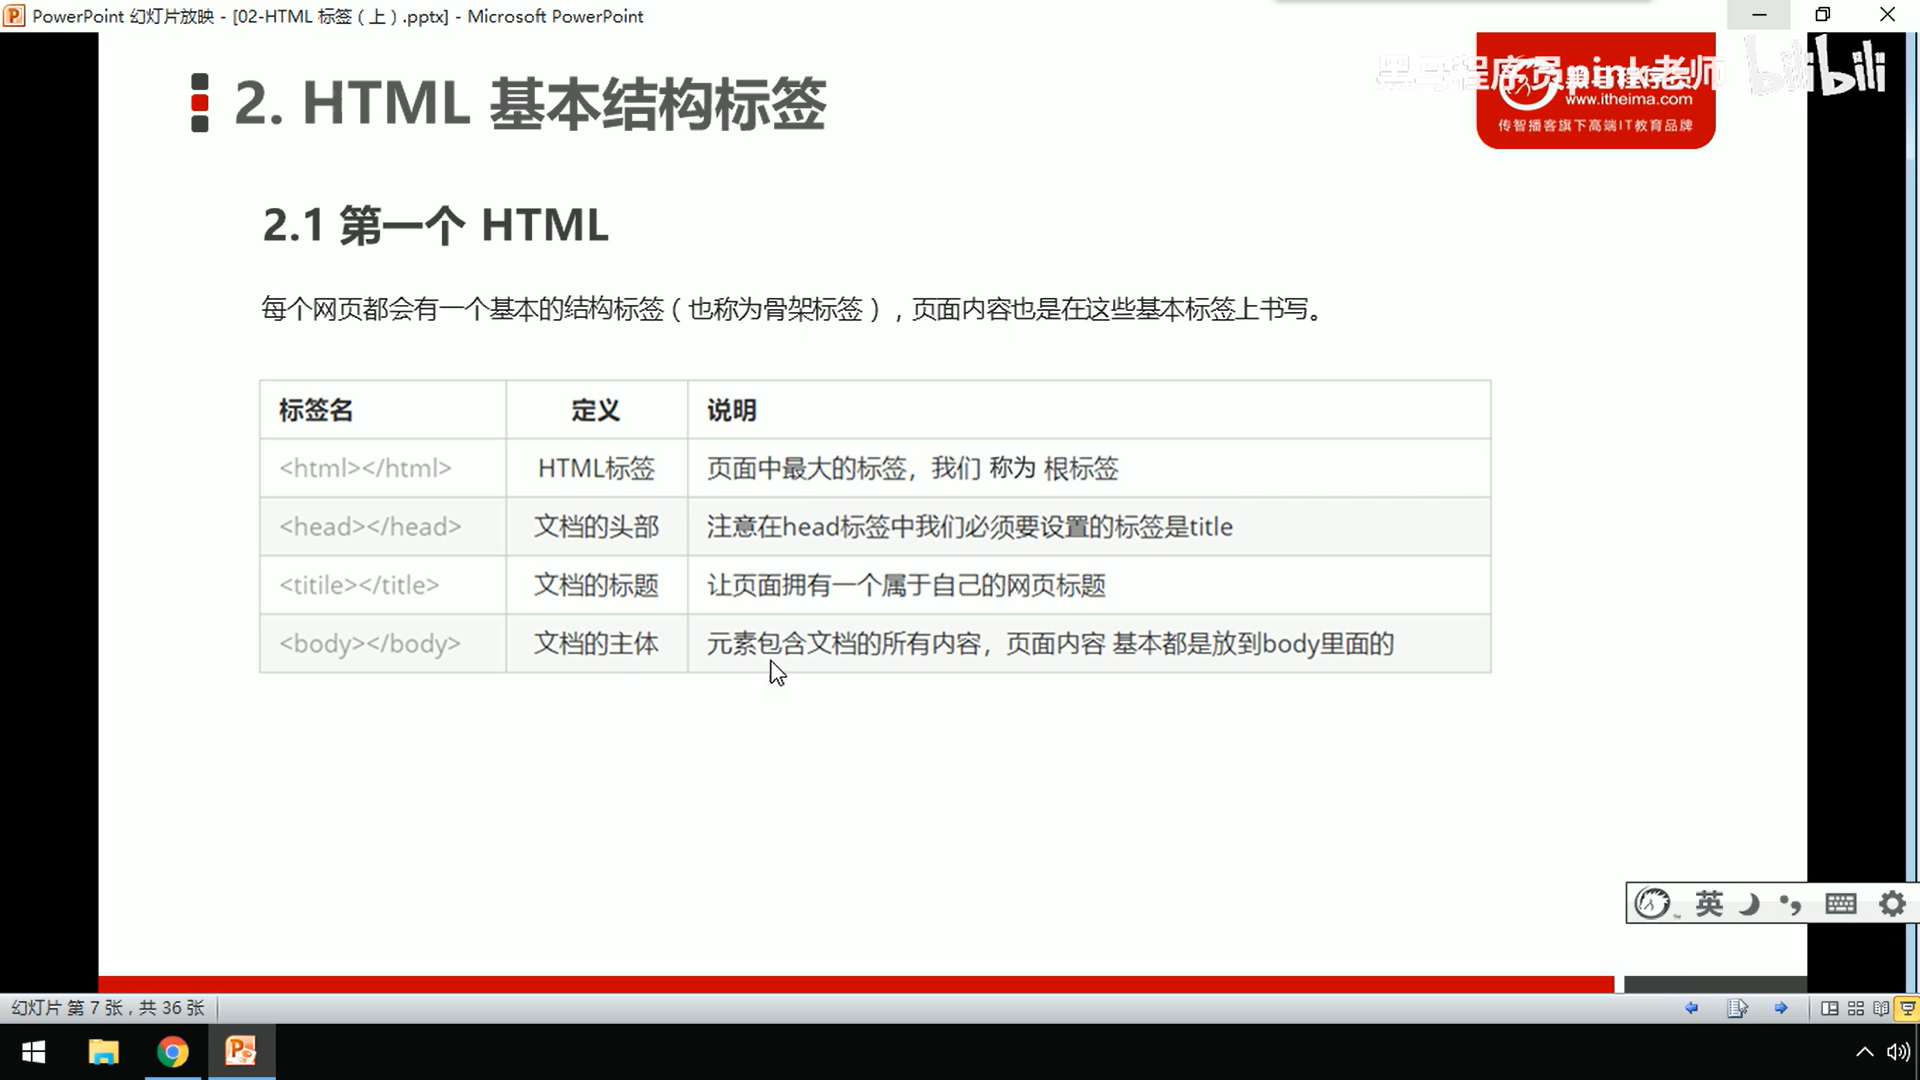 PowerPoint 幻灯片放映 - [02-HTML 标签（上）.pptx] - Microsoft PowerPoint
2. HTML 基本结构标签
黑马程序员pink老师
bilibili
www.itheima.com
传智播客旗下高端IT教育品牌
2.1 第一个 HTML
每个网页都会有一个基本的结构标签（也称为骨架标签），页面内容也是在这些基本标签上书写。
标签名 定义 说明
<html></html> HTML标签 页面中最大的标签，我们 称为 根标签
<head></head> 文档的头部 注意在head标签中我们必须要设置的标签是title
<titile></title> 文档的标题 让页面拥有一个属于自己的网页标题
<body></body> 文档的主体 元素包含文档的所有内容，页面内容 基本都是放到body里面的
英
幻灯片 第 7 张，共 36 张